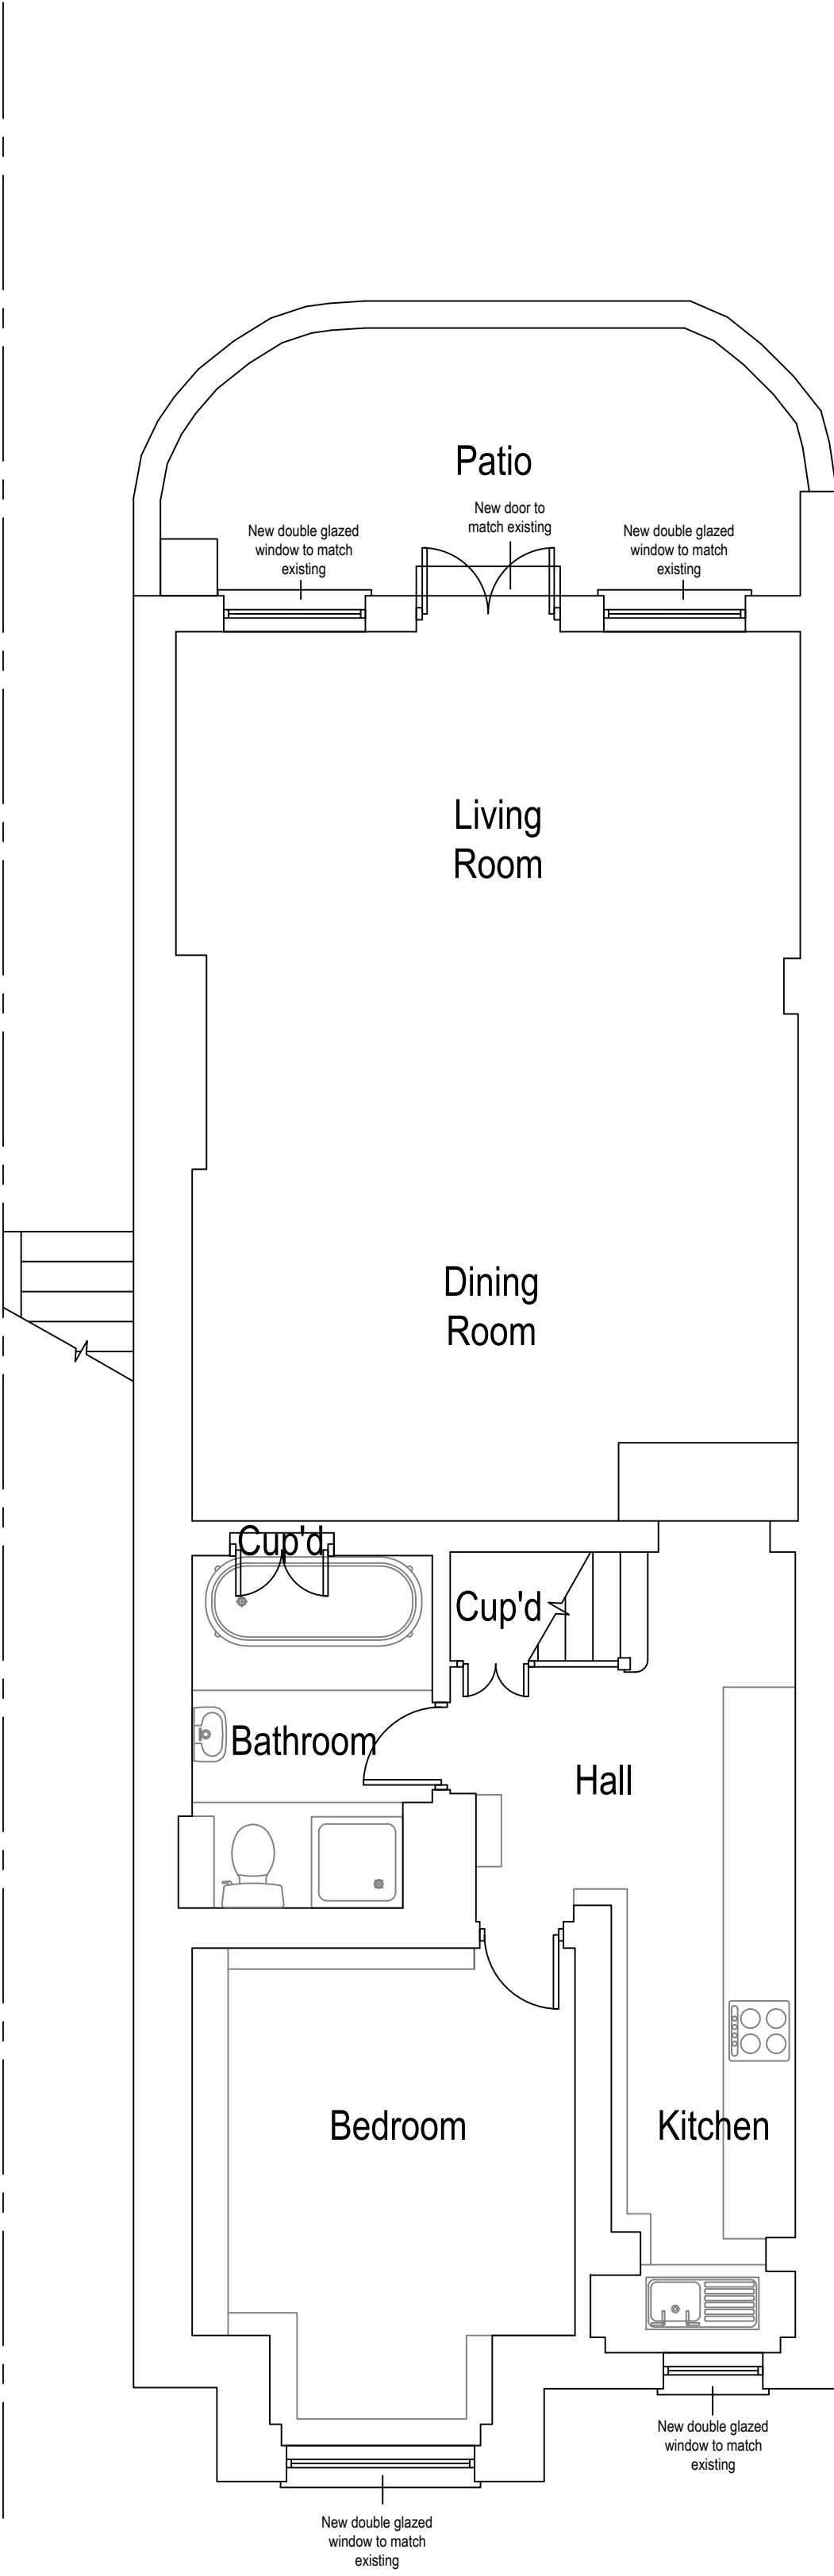 Patio
New door to
match existing
New double glazed
window to match
existing
New double glazed
window to match
existing
Living
Room
Dining
Room
Cup'd
Cup'd
Bathroom
Hall
Bedroom
Kitchen
New double glazed
window to match
existing
New double glazed
window to match
existing